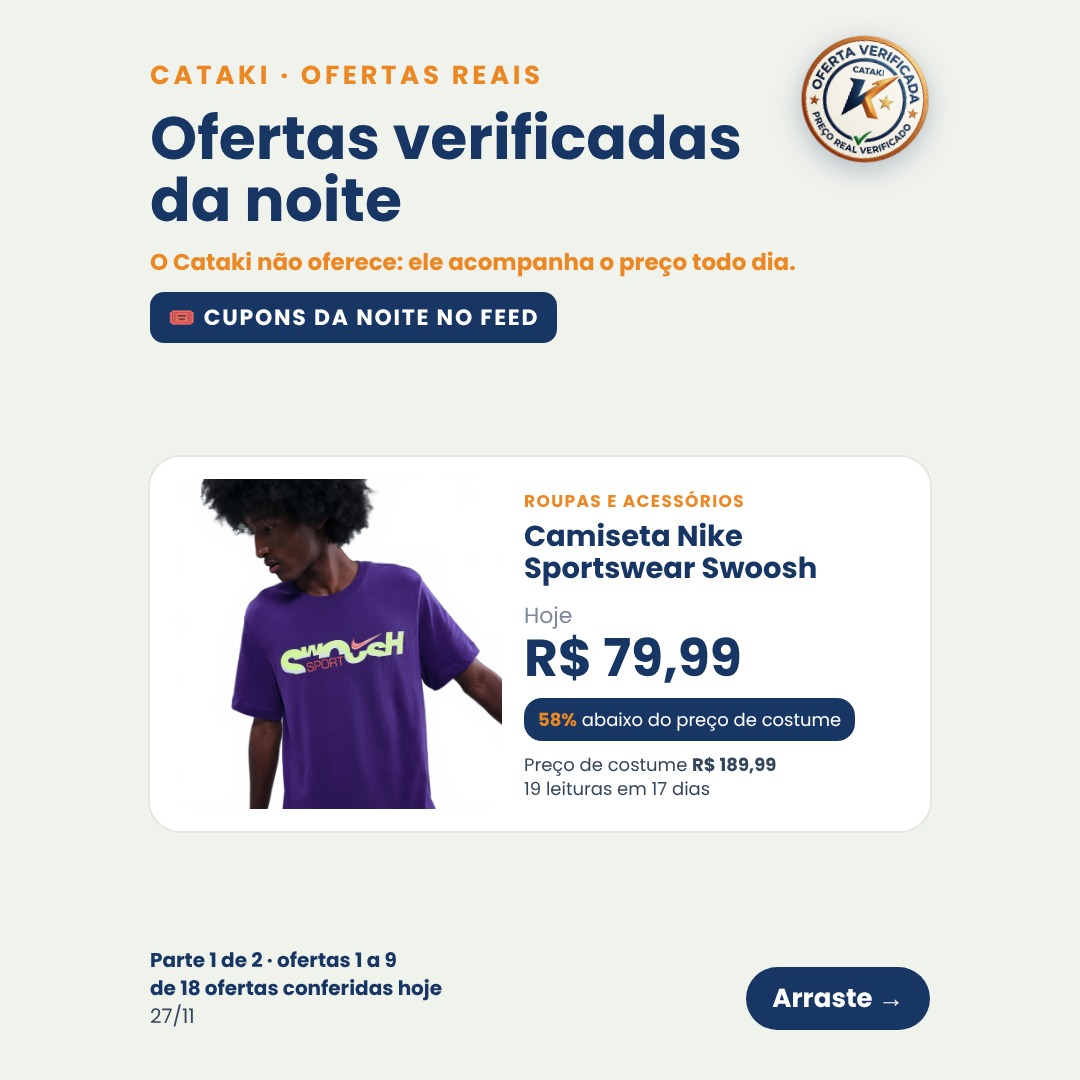 CATAKI · OFERTAS REAIS
Ofertas verificadas
da noite
OFERTA VERIFICADA
CATAKI
PREÇO REAL VERIFICADO
O Cataki não oferece: ele acompanha o preço todo dia.
CUPONS DA NOITE NO FEED
SWOOSH
SPORT
ROUPAS E ACESSÓRIOS
Camiseta Nike
Sportswear Swoosh
Hoje
R$ 79,99
58% abaixo do preço de costume
Preço de costume R$ 189,99
19 leituras em 17 dias
Parte 1 de 2 · ofertas 1 a 9
de 18 ofertas conferidas hoje
27/11
Arraste →